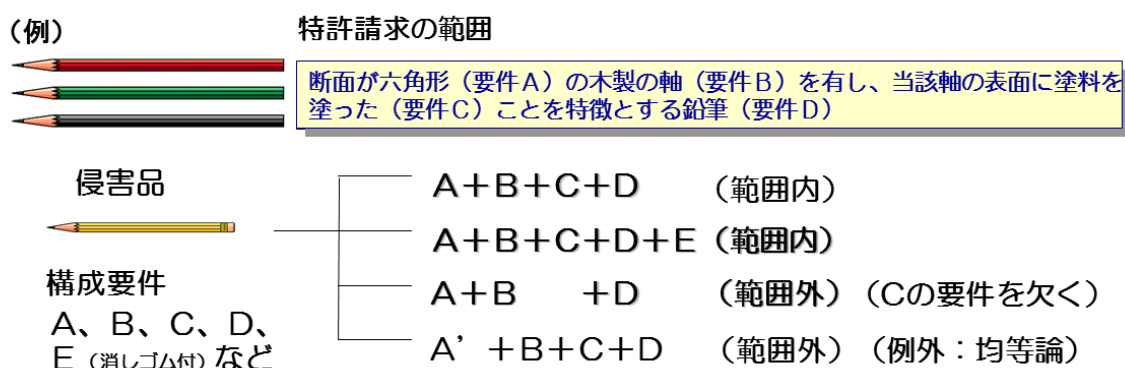 (例)
特許請求の範囲
断面が六角形（要件A）の木製の軸（要件B）を有し、当該軸の表面に塗料を
塗った（要件C）ことを特徴とする鉛筆（要件D）
侵害品
A＋B＋C＋D （範囲内）
A＋B＋C＋D＋E（範囲内）
構成要件
A、B、C、D、
E（消しゴム付）など
A＋B ＋D （範囲外）（Cの要件を欠く）
A’＋B＋C＋D （範囲外）（例外：均等論）